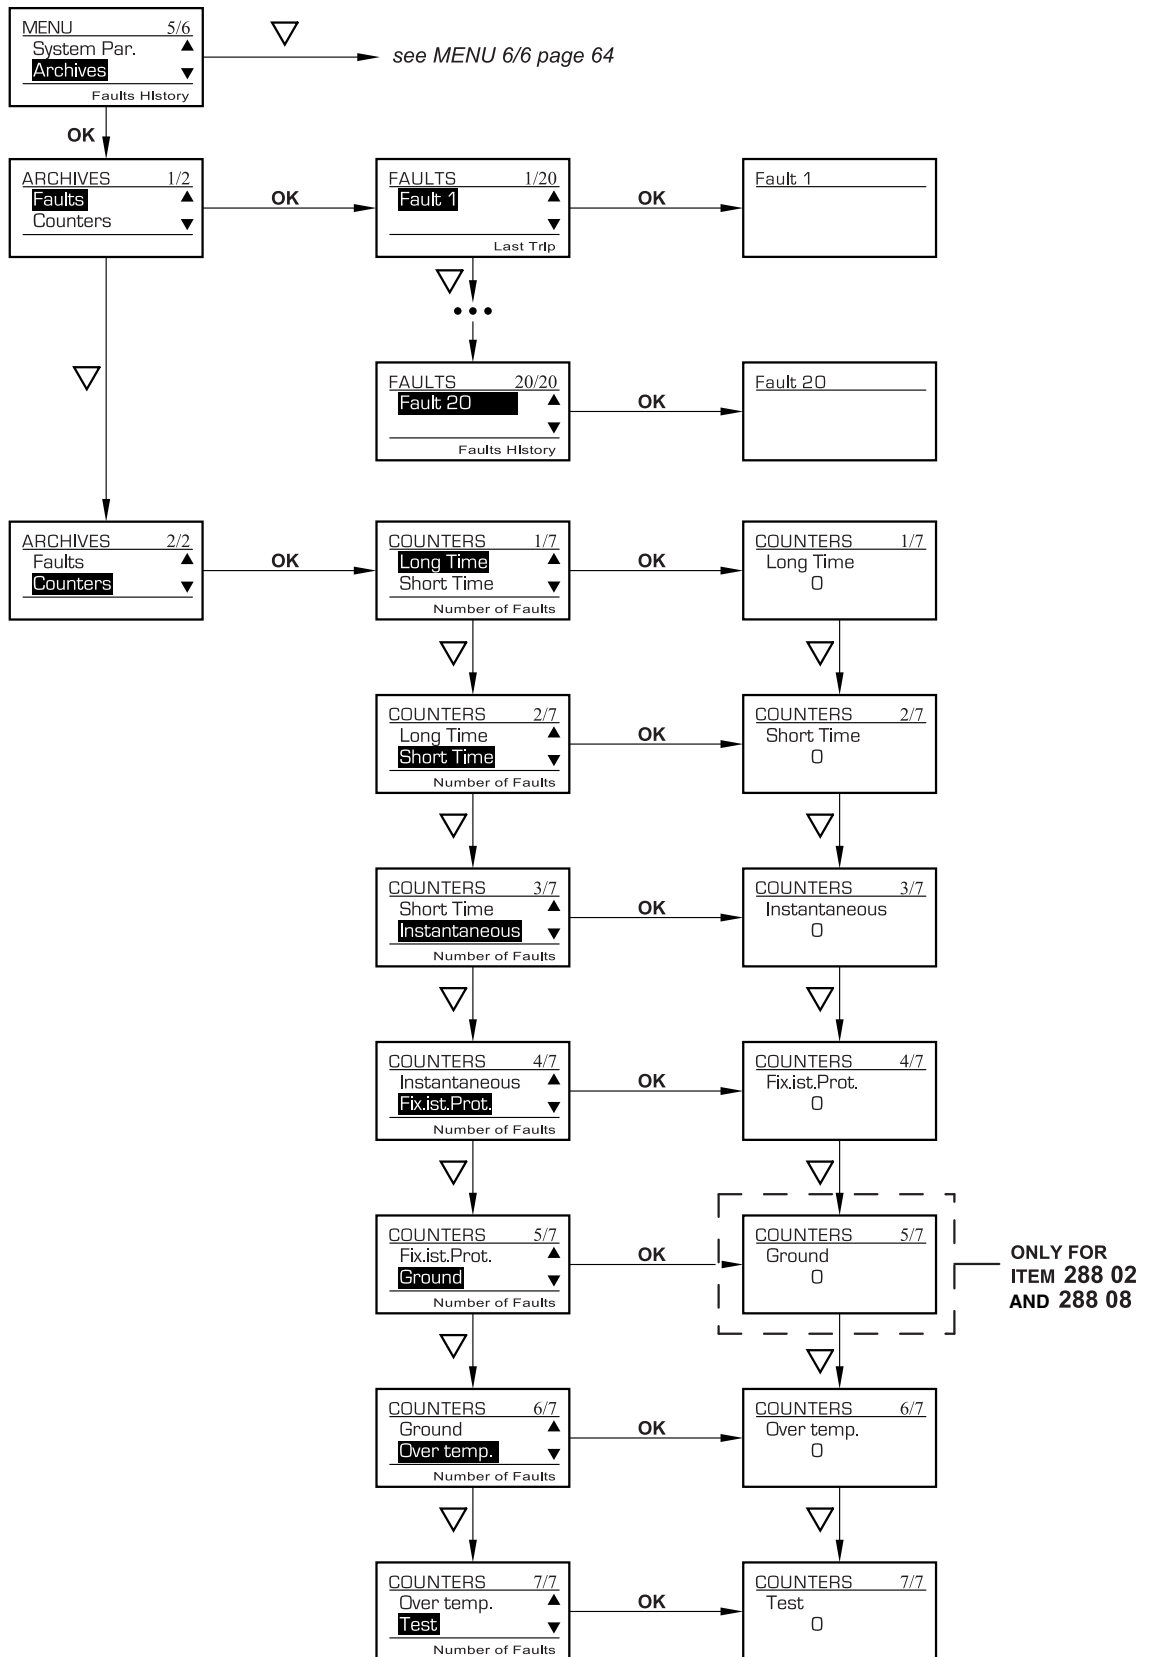 MENU 5/6
System Par.
Archives
Faults History
see MENU 6/6 page 64
OK
ARCHIVES 1/2
Faults
Counters
OK
FAULTS 1/20
Fault 1
Last Trip
OK
Fault 1
•••
FAULTS 20/20
Fault 20
Faults History
OK
Fault 20
ARCHIVES 2/2
Faults
Counters
OK
COUNTERS 1/7
Long Time
Short Time
Number of Faults
OK
COUNTERS 1/7
Long Time
0
COUNTERS 2/7
Long Time
Short Time
Number of Faults
OK
COUNTERS 2/7
Short Time
0
COUNTERS 3/7
Short Time
Instantaneous
Number of Faults
OK
COUNTERS 3/7
Instantaneous
0
COUNTERS 4/7
Instantaneous
Fix.ist.Prot.
Number of Faults
OK
COUNTERS 4/7
Fix.ist.Prot.
0
COUNTERS 5/7
Fix.ist.Prot.
Ground
Number of Faults
OK
COUNTERS 5/7
Ground
0
ONLY FOR
ITEM 288 02
AND 288 08
COUNTERS 6/7
Ground
Over temp.
Number of Faults
OK
COUNTERS 6/7
Over temp.
0
COUNTERS 7/7
Over temp.
Test
Number of Faults
OK
COUNTERS 7/7
Test
0